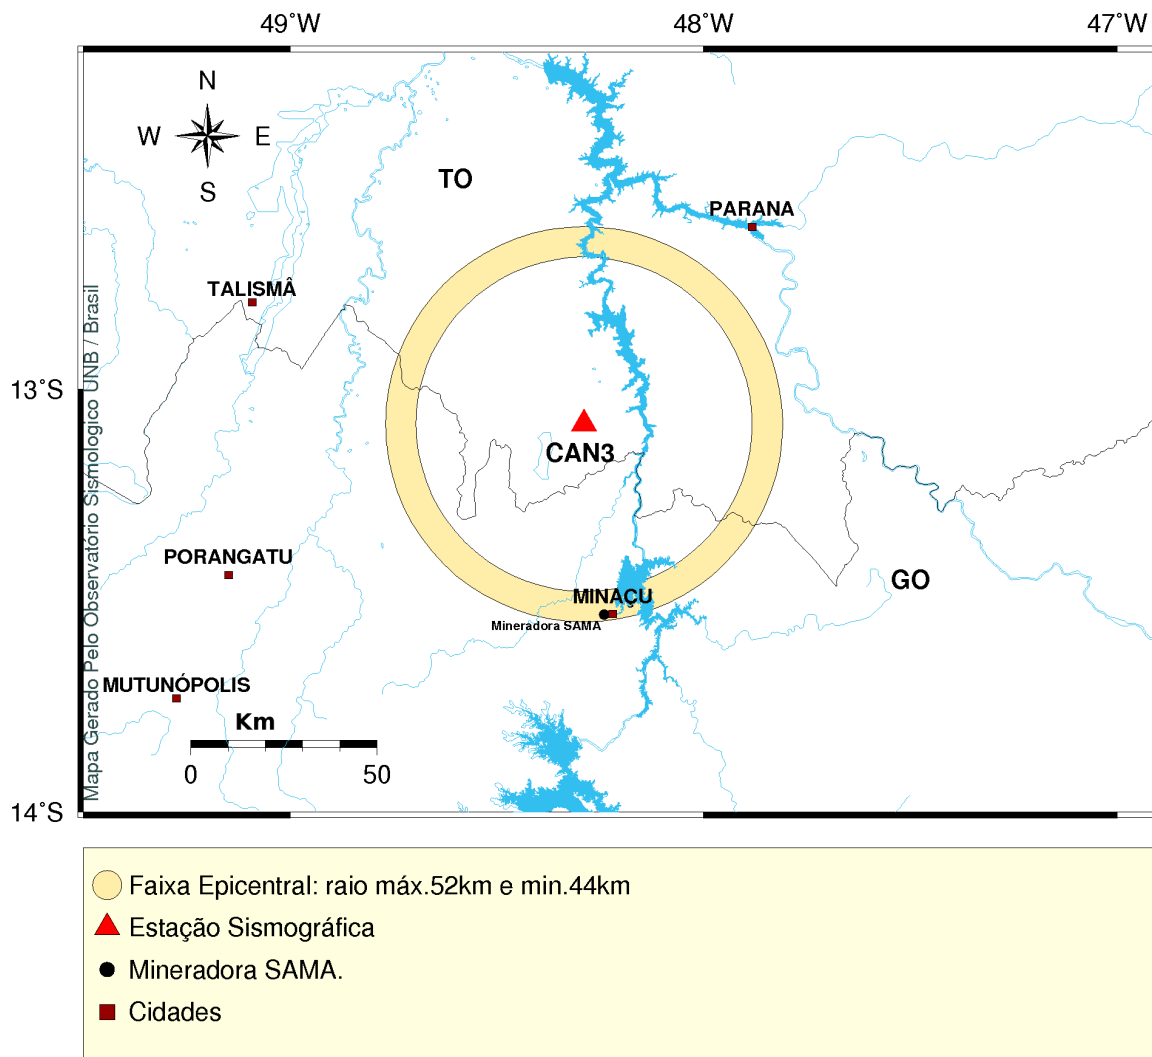 49°W
48°W
47°W
N
W
E
S
TO
PARANA
TALISMÂ
13°S
CAN3
PORANGATU
GO
MINAÇU
Mineradora SAMA
MUTUNÓPOLIS
Km
0
50
14°S
Mapa Gerado Pelo Observatório Sismologico UNB / Brasil
Faixa Epicentral: raio máx.52km e min.44km
Estação Sismográfica
Mineradora SAMA.
Cidades